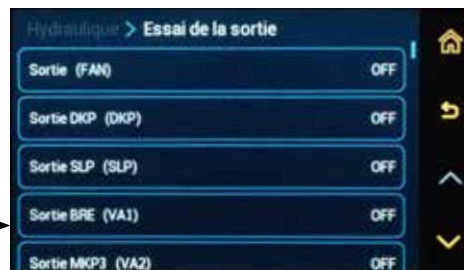 Hydraulique > Essai de la sortie
Sortie (FAN) OFF
Sortie DKP (DKP) OFF
Sortie SLP (SLP) OFF
Sortie BRE (VA1) OFF
Sortie MKP3 (VA2) OFF